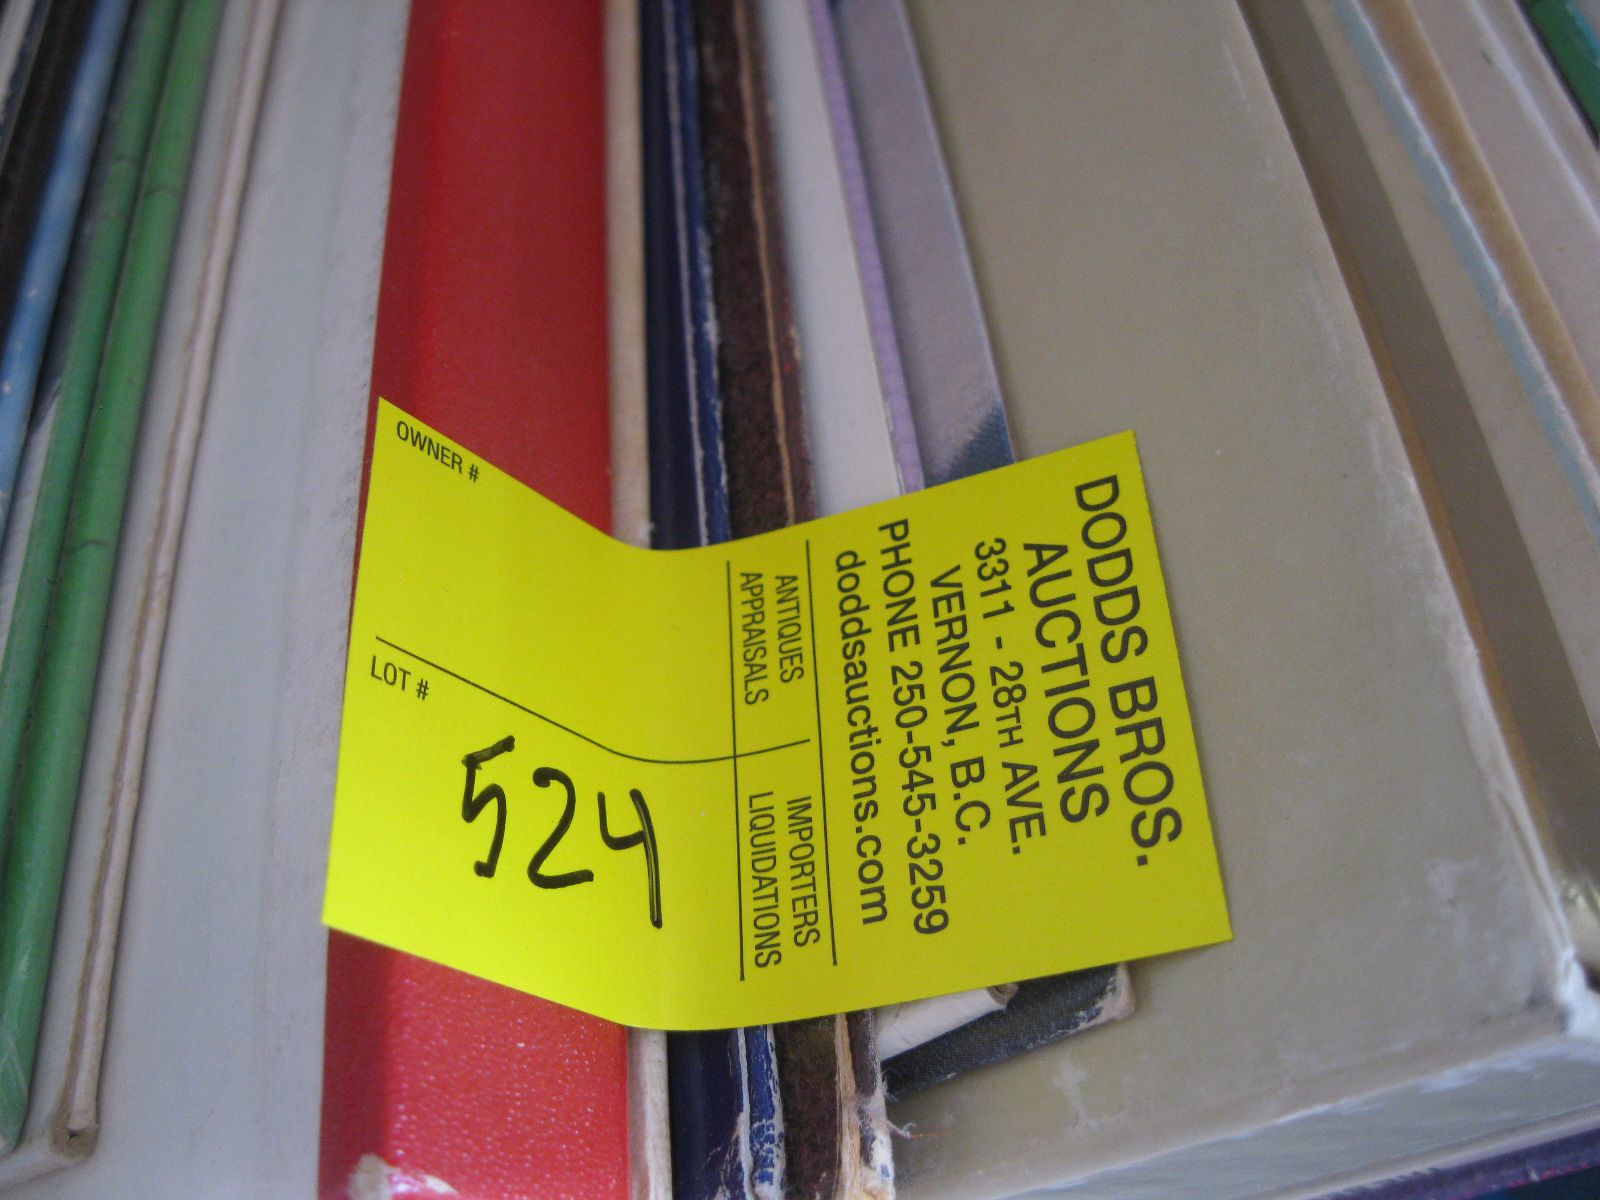 DODDS BROS.
AUCTIONS
3311 - 28TH AVE.
VERNON, B.C.
PHONE 250-545-3259
doddsauctions.com
ANTIQUES
APPRAISALS
IMPORTERS
LIQUIDATIONS
OWNER #
LOT #
524